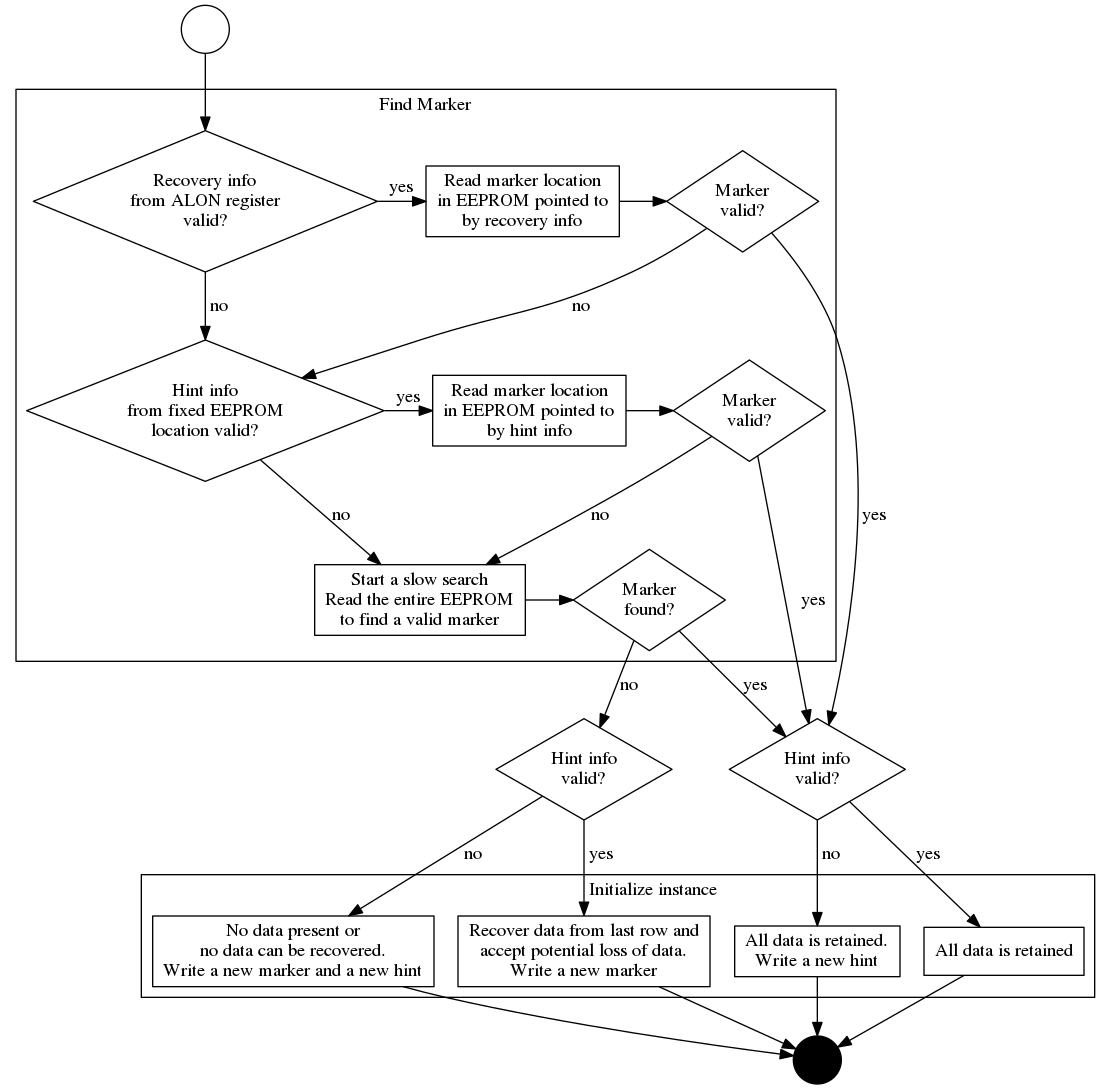 Find Marker
Recovery info
from ALON register
valid?
yes
Read marker location
in EEPROM pointed to
by recovery info
Marker
valid?
no
no
Hint info
from fixed EEPROM
location valid?
yes
Read marker location
in EEPROM pointed to
by hint info
Marker
valid?
no
no
yes
Start a slow search
Read the entire EEPROM
to find a valid marker
Marker
found?
yes
no
yes
Hint info
valid?
Hint info
valid?
no
yes
no
yes
Initialize instance
No data present or
no data can be recovered.
Write a new marker and a new hint
Recover data from last row and
accept potential loss of data.
Write a new marker
All data is retained.
Write a new hint
All data is retained